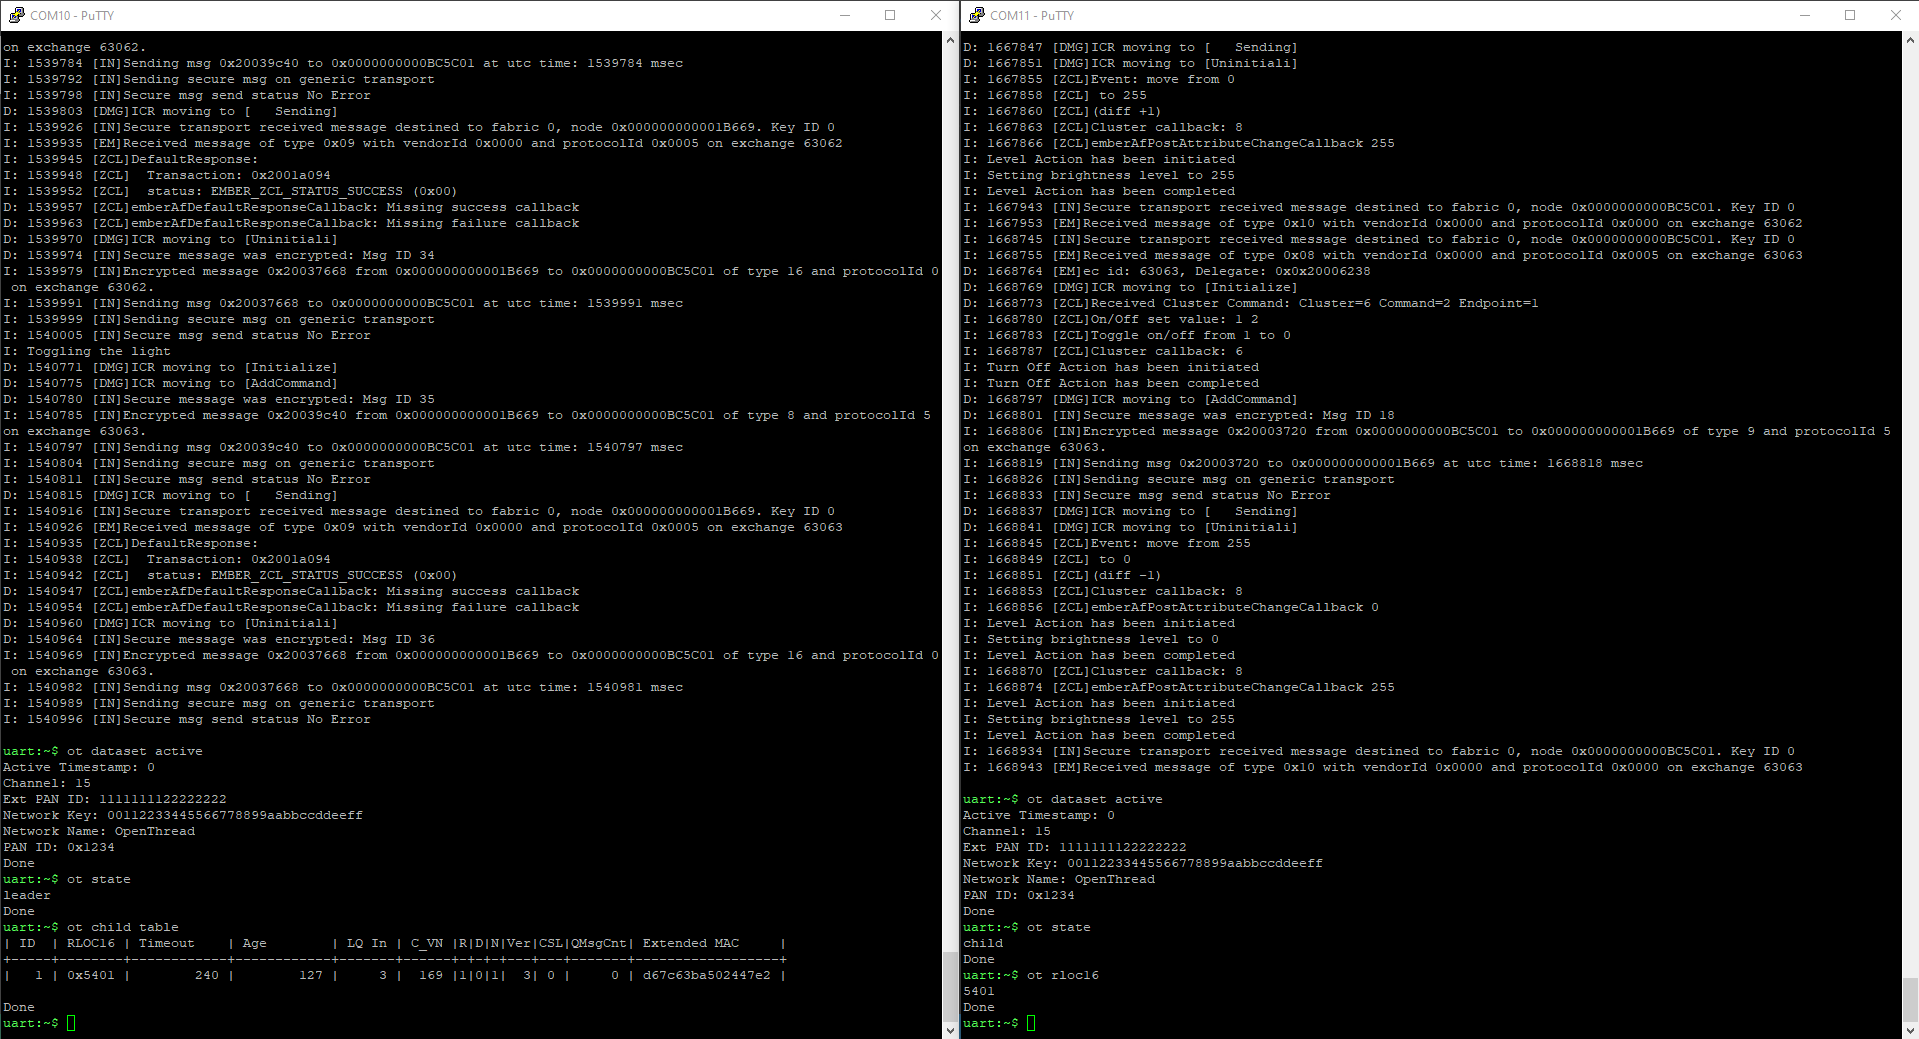 COM10 - PuTTY
on exchange 63062.
I: 1539784 [IN]Sending msg 0x20039c40 to 0x0000000000BC5C01 at utc time: 1539784 msec
I: 1539792 [IN]Sending secure msg on generic transport
I: 1539798 [IN]Secure msg send status No Error
D: 1539803 [DMG]ICR moving to [   Sending]
I: 1539926 [IN]Secure transport received message destined to fabric 0, node 0x000000000001B669. Key ID 0
I: 1539935 [EM]Received message of type 0x09 with vendorId 0x0000 and protocolId 0x0005 on exchange 63062
I: 1539945 [ZCL]DefaultResponse:
I: 1539948 [ZCL]  Transaction: 0x2001a094
I: 1539952 [ZCL]  status: EMBER_ZCL_STATUS_SUCCESS (0x00)
D: 1539957 [ZCL]emberAfDefaultResponseCallback: Missing success callback
D: 1539963 [ZCL]emberAfDefaultResponseCallback: Missing failure callback
D: 1539970 [DMG]ICR moving to [Uninitiali]
D: 1539974 [IN]Secure message was encrypted: Msg ID 34
I: 1539979 [IN]Encrypted message 0x20037668 from 0x000000000001B669 to 0x0000000000BC5C01 of type 16 and protocolId 0
 on exchange 63062.
I: 1539991 [IN]Sending msg 0x20037668 to 0x0000000000BC5C01 at utc time: 1539991 msec
I: 1539999 [IN]Sending secure msg on generic transport
I: 1540005 [IN]Secure msg send status No Error
I: Toggling the light
D: 1540771 [DMG]ICR moving to [Initialize]
D: 1540775 [DMG]ICR moving to [AddCommand]
D: 1540780 [IN]Secure message was encrypted: Msg ID 35
I: 1540785 [IN]Encrypted message 0x20039c40 from 0x000000000001B669 to 0x0000000000BC5C01 of type 8 and protocolId 5
on exchange 63063.
I: 1540797 [IN]Sending msg 0x20039c40 to 0x0000000000BC5C01 at utc time: 1540797 msec
I: 1540804 [IN]Sending secure msg on generic transport
I: 1540811 [IN]Secure msg send status No Error
D: 1540815 [DMG]ICR moving to [   Sending]
I: 1540916 [IN]Secure transport received message destined to fabric 0, node 0x000000000001B669. Key ID 0
I: 1540926 [EM]Received message of type 0x09 with vendorId 0x0000 and protocolId 0x0005 on exchange 63063
I: 1540935 [ZCL]DefaultResponse:
I: 1540938 [ZCL]  Transaction: 0x2001a094
I: 1540942 [ZCL]  status: EMBER_ZCL_STATUS_SUCCESS (0x00)
D: 1540947 [ZCL]emberAfDefaultResponseCallback: Missing success callback
D: 1540954 [ZCL]emberAfDefaultResponseCallback: Missing failure callback
D: 1540960 [DMG]ICR moving to [Uninitiali]
D: 1540964 [IN]Secure message was encrypted: Msg ID 36
I: 1540969 [IN]Encrypted message 0x20037668 from 0x000000000001B669 to 0x0000000000BC5C01 of type 16 and protocolId 0
 on exchange 63063.
I: 1540982 [IN]Sending msg 0x20037668 to 0x0000000000BC5C01 at utc time: 1540981 msec
I: 1540989 [IN]Sending secure msg on generic transport
I: 1540996 [IN]Secure msg send status No Error
uart:~$ ot dataset active
Active Timestamp: 0
Channel: 15
Ext PAN ID: 1111111122222222
Network Key: 00112233445566778899aabbccddeeff
Network Name: OpenThread
PAN ID: 0x1234
Done
uart:~$ ot state
leader
Done
uart:~$ ot child table
| ID  | RLOC16 | Timeout    | Age        | LQ In | C_VN |R|D|N|Ver|CSL|QMsgCnt| Extended MAC     |
+-----+--------+------------+------------+-------+------+-+-+-+---+---+-------+------------------+
|   1 | 0x5401 |        240 |        127 |     3 |  169 |1|0|1|  3| 0 |     0 | d67c63ba502447e2 |
Done
uart:~$
COM11 - PuTTY
D: 1667847 [DMG]ICR moving to [   Sending]
D: 1667851 [DMG]ICR moving to [Uninitiali]
I: 1667855 [ZCL]Event: move from 0
I: 1667858 [ZCL] to 255
I: 1667860 [ZCL](diff +1)
I: 1667863 [ZCL]Cluster callback: 8
I: 1667866 [ZCL]emberAfPostAttributeChangeCallback 255
I: Level Action has been initiated
I: Setting brightness level to 255
I: Level Action has been completed
I: 1667943 [IN]Secure transport received message destined to fabric 0, node 0x0000000000BC5C01. Key ID 0
I: 1667953 [EM]Received message of type 0x10 with vendorId 0x0000 and protocolId 0x0000 on exchange 63062
I: 1668745 [IN]Secure transport received message destined to fabric 0, node 0x0000000000BC5C01. Key ID 0
I: 1668755 [EM]Received message of type 0x08 with vendorId 0x0000 and protocolId 0x0005 on exchange 63063
D: 1668764 [EM]ec id: 63063, Delegate: 0x0x20006238
D: 1668769 [DMG]ICR moving to [Initialize]
D: 1668773 [ZCL]Received Cluster Command: Cluster=6 Command=2 Endpoint=1
I: 1668780 [ZCL]On/Off set value: 1 2
I: 1668783 [ZCL]Toggle on/off from 1 to 0
I: 1668787 [ZCL]Cluster callback: 6
I: Turn Off Action has been initiated
I: Turn Off Action has been completed
D: 1668797 [DMG]ICR moving to [AddCommand]
D: 1668801 [IN]Secure message was encrypted: Msg ID 18
I: 1668806 [IN]Encrypted message 0x20003720 from 0x0000000000BC5C01 to 0x000000000001B669 of type 9 and protocolId 5
on exchange 63063.
I: 1668819 [IN]Sending msg 0x20003720 to 0x000000000001B669 at utc time: 1668818 msec
I: 1668826 [IN]Sending secure msg on generic transport
I: 1668833 [IN]Secure msg send status No Error
D: 1668837 [DMG]ICR moving to [   Sending]
D: 1668841 [DMG]ICR moving to [Uninitiali]
I: 1668845 [ZCL]Event: move from 255
I: 1668849 [ZCL] to 0
I: 1668851 [ZCL](diff -1)
I: 1668853 [ZCL]Cluster callback: 8
I: 1668856 [ZCL]emberAfPostAttributeChangeCallback 0
I: Level Action has been initiated
I: Setting brightness level to 0
I: Level Action has been completed
I: 1668870 [ZCL]Cluster callback: 8
I: 1668874 [ZCL]emberAfPostAttributeChangeCallback 255
I: Level Action has been initiated
I: Setting brightness level to 255
I: Level Action has been completed
I: 1668934 [IN]Secure transport received message destined to fabric 0, node 0x0000000000BC5C01. Key ID 0
I: 1668943 [EM]Received message of type 0x10 with vendorId 0x0000 and protocolId 0x0000 on exchange 63063
uart:~$ ot dataset active
Active Timestamp: 0
Channel: 15
Ext PAN ID: 1111111122222222
Network Key: 00112233445566778899aabbccddeeff
Network Name: OpenThread
PAN ID: 0x1234
Done
uart:~$ ot state
child
Done
uart:~$ ot rloc16
5401
Done
uart:~$